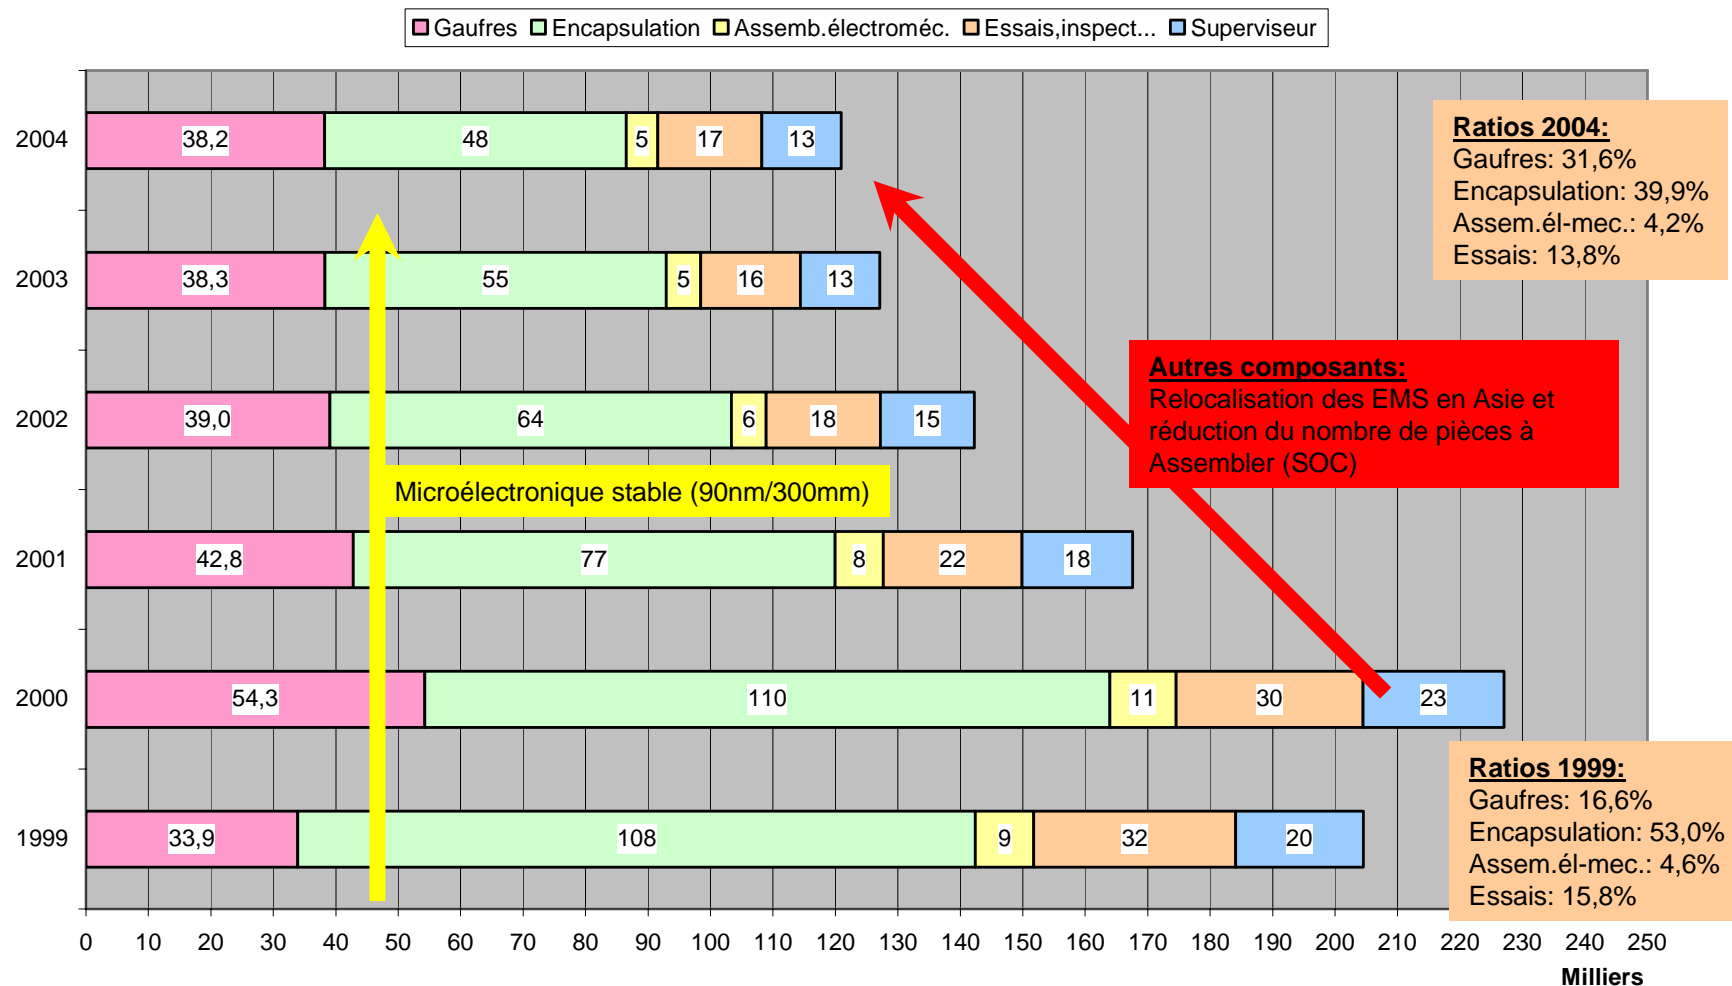 Gaufres Encapsulation Assemb.électroméc. Essais,inspect... Superviseur
2004 38,2 48 5 17 13
2003 38,3 55 5 16 13
2002 39,0 64 6 18 15
2001 42,8 77 8 22 18
2000 54,3 110 11 30 23
1999 33,9 108 9 32 20
Ratios 2004:
Gaufres: 31,6%
Encapsulation: 39,9%
Assem.él-mec.: 4,2%
Essais: 13,8%
Autres composants:
Relocalisation des EMS en Asie et
réduction du nombre de pièces à
Assembler (SOC)
Microélectronique stable (90nm/300mm)
Ratios 1999:
Gaufres: 16,6%
Encapsulation: 53,0%
Assem.él-mec.: 4,6%
Essais: 15,8%
0 10 20 30 40 50 60 70 80 90 100 110 120 130 140 150 160 170 180 190 200 210 220 230 240 250
Milliers